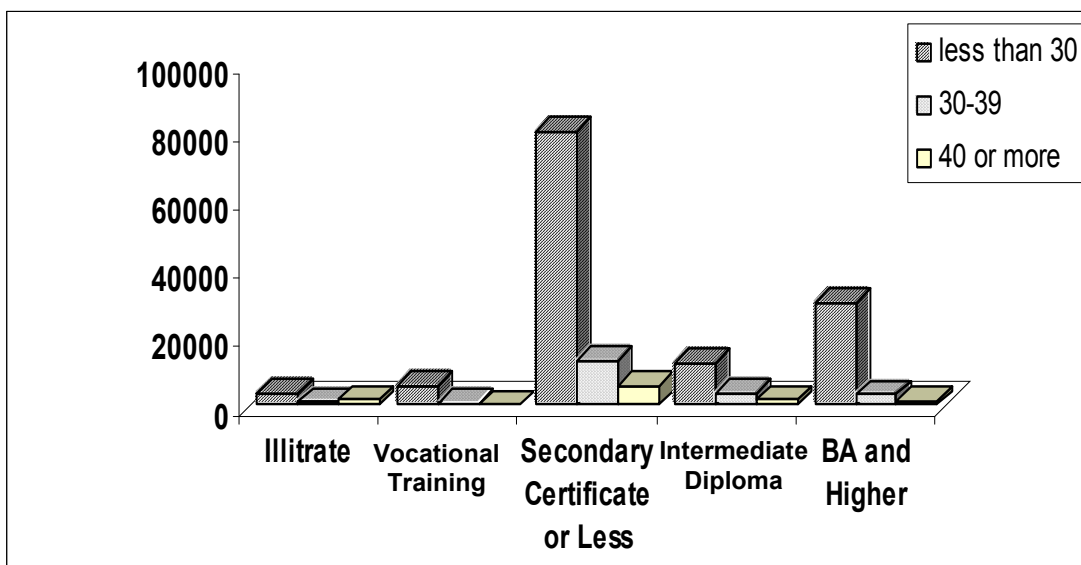 less than 30
30-39
40 or more
100000
80000
60000
40000
20000
0
Illitrate
Vocational
Training
Secondary
Certificate
or Less
Intermediate
Diploma
BA and
Higher